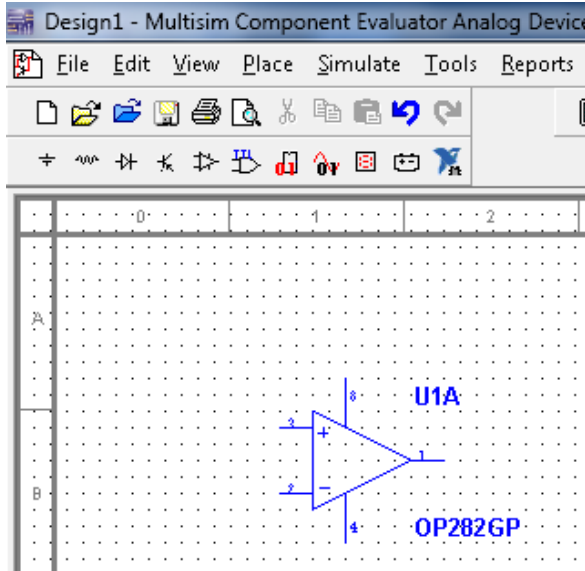 Design1 - Multisim Component Evaluator Analog Device
File Edit View Place Simulate Tools Reports
0 1 2
A
8 U1A
3
+
1
2
B
4 OP282GP